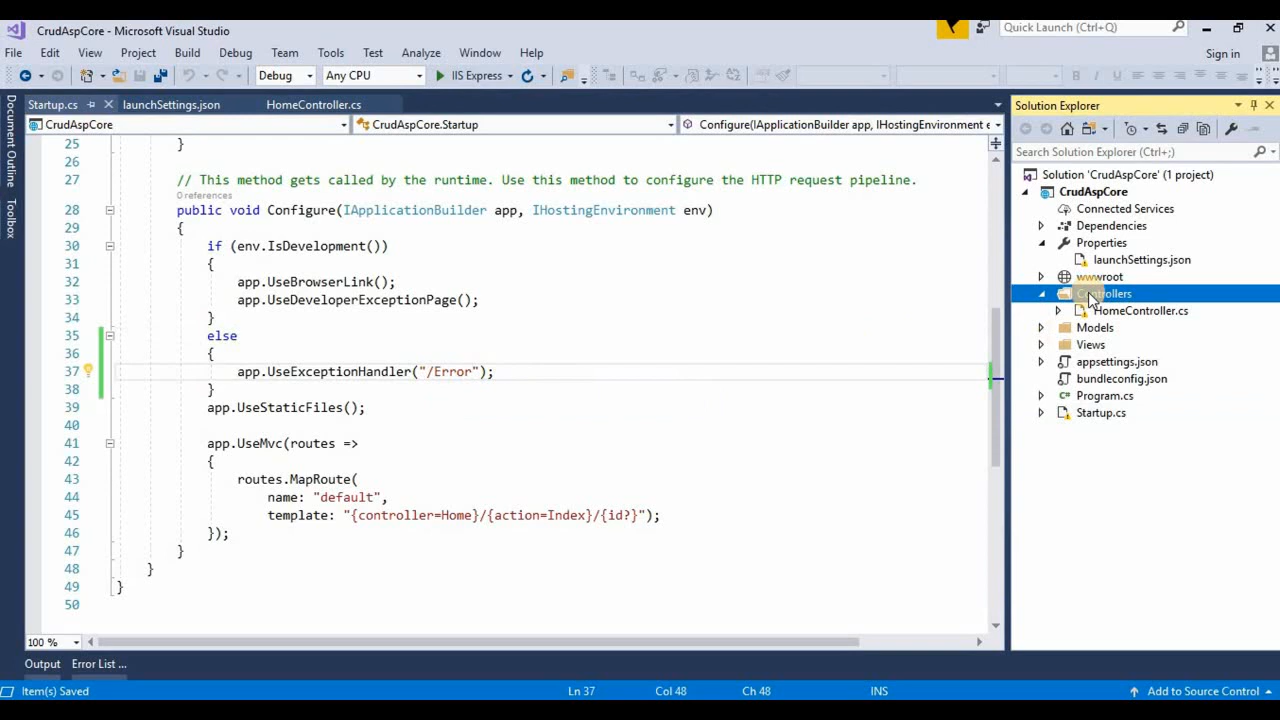 CrudAspCore - Microsoft Visual Studio
Quick Launch (Ctrl+Q)
File Edit View Project Build Debug Team Tools Test Analyze Window Help
Sign in
Debug Any CPU IIS Express
Document Outline
Toolbox
Startup.cs launchSettings.json HomeController.cs
CrudAspCore CrudAspCore.Startup Configure(IApplicationBuilder app, IHostingEnvironment e
25 }
26
27 // This method gets called by the runtime. Use this method to configure the HTTP request pipeline.
0 references
28 public void Configure(IApplicationBuilder app, IHostingEnvironment env)
29 {
30 if (env.IsDevelopment())
31 {
32 app.UseBrowserLink();
33 app.UseDeveloperExceptionPage();
34 }
35 else
36 {
37 app.UseExceptionHandler("/Error");
38 }
39 app.UseStaticFiles();
40
41 app.UseMvc(routes =>
42 {
43 routes.MapRoute(
44 name: "default",
45 template: "{controller=Home}/{action=Index}/{id?}");
46 });
47 }
48 }
49 }
50
100 %
Solution Explorer
Search Solution Explorer (Ctrl+;)
Solution 'CrudAspCore' (1 project)
CrudAspCore
Connected Services
Dependencies
Properties
launchSettings.json
wwwroot
Controllers
HomeController.cs
Models
Views
appsettings.json
bundleconfig.json
Program.cs
Startup.cs
Output Error List ...
Item(s) Saved Ln 37 Col 48 Ch 48 INS Add to Source Control